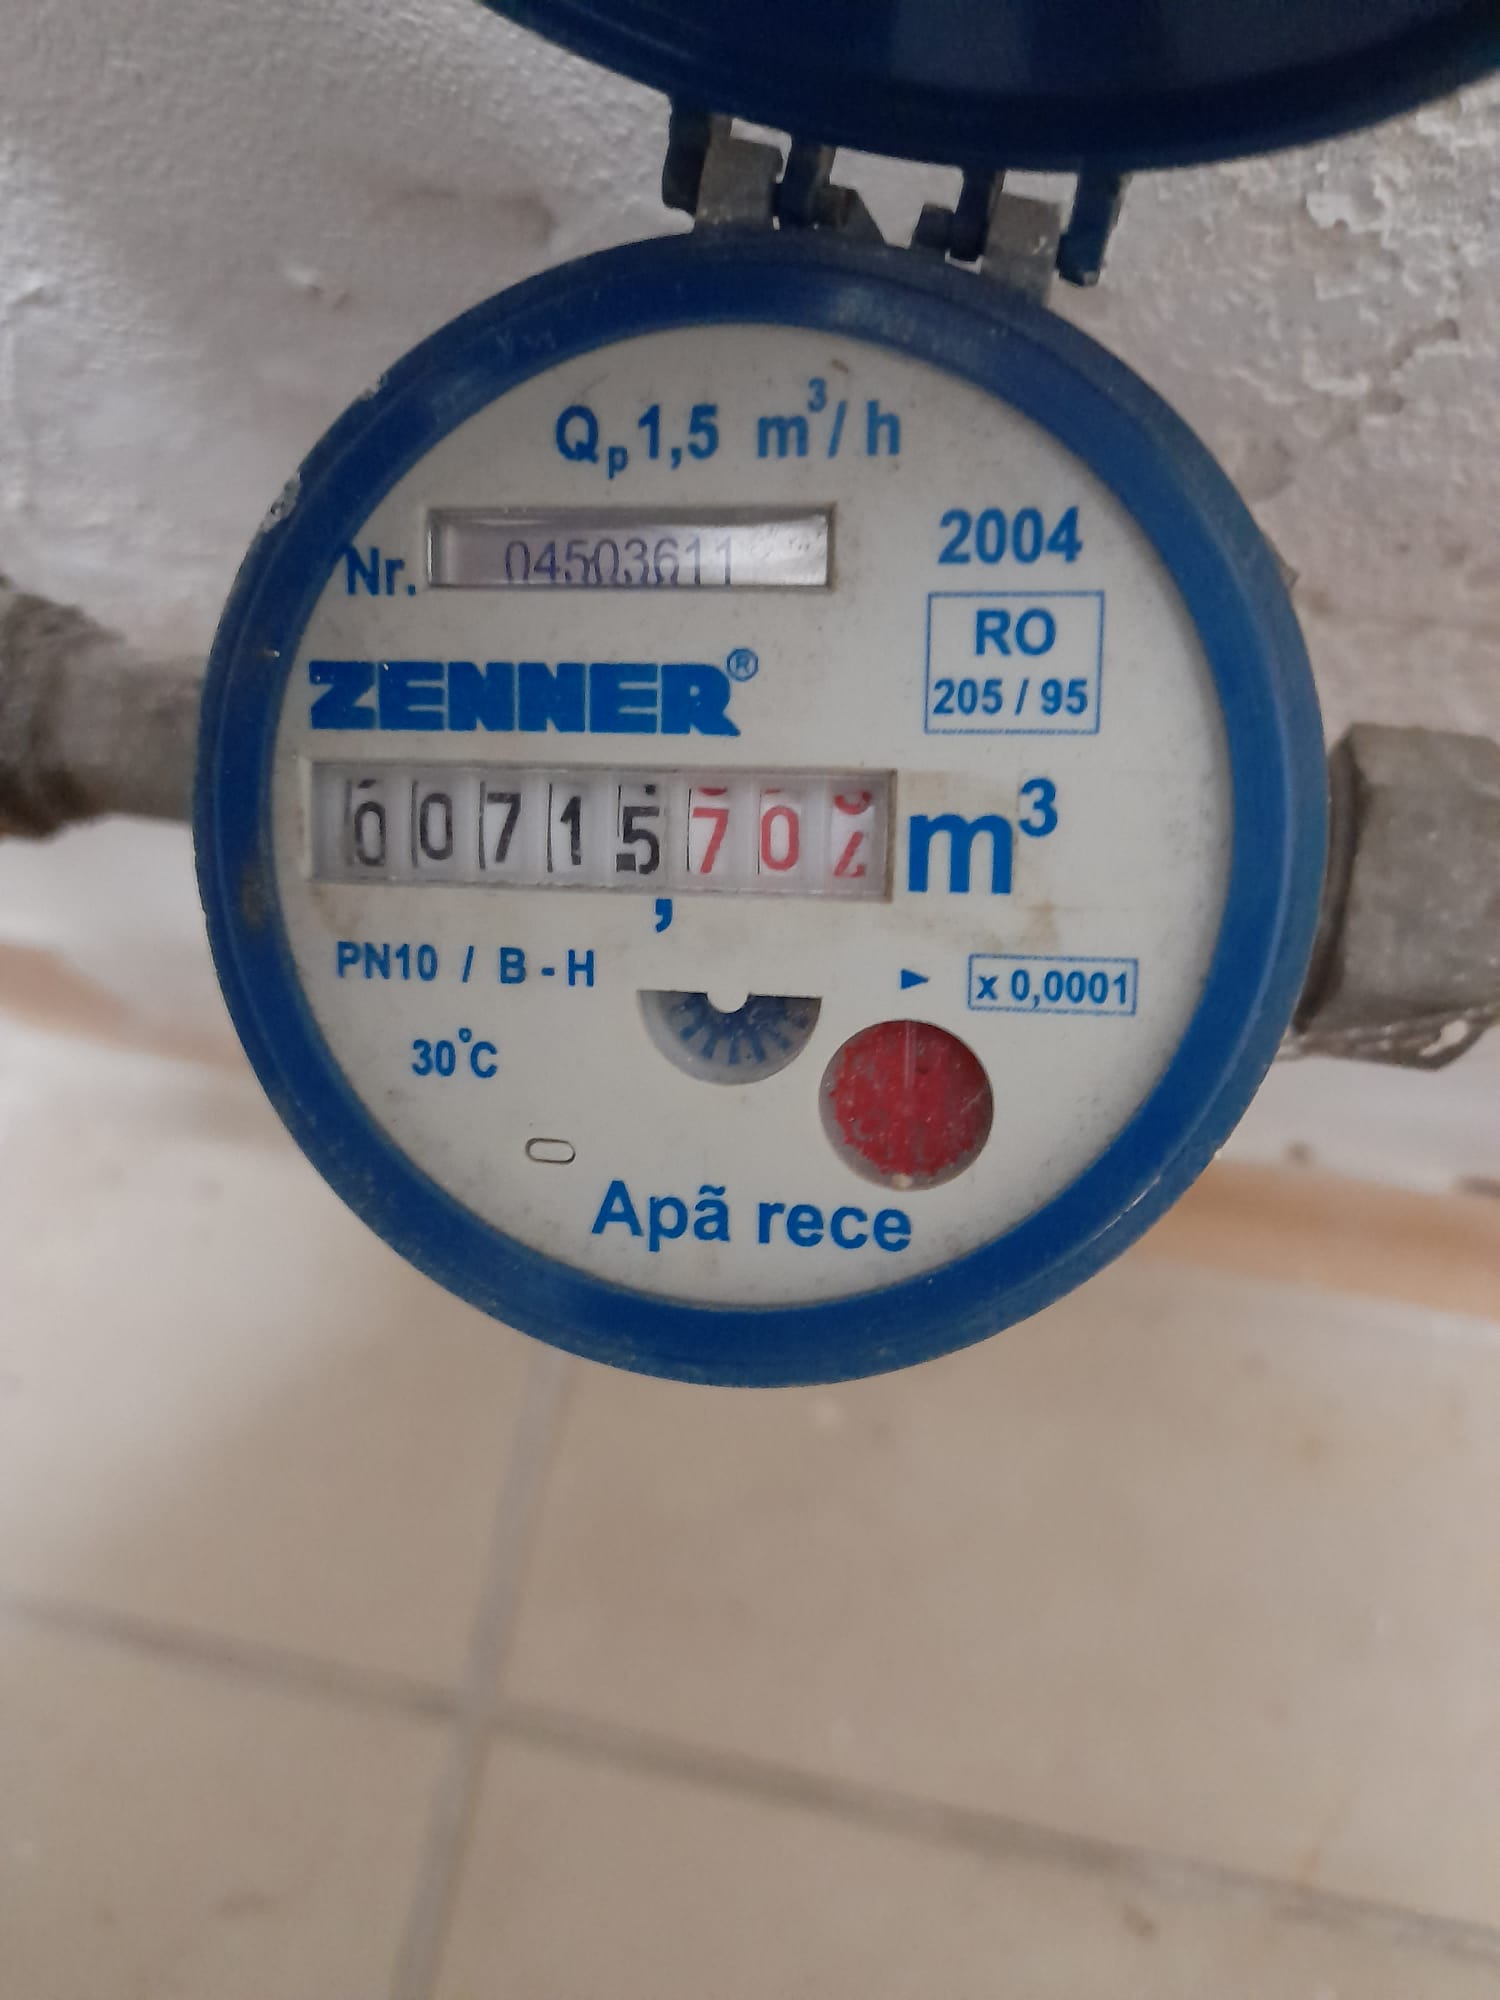 Qp 1,5 m³/h
2004
Nr. 04503611
RO
205 / 95
ZENNER®
00715,70 m³
PN10 / B - H
x 0,0001
30°C
Apã rece